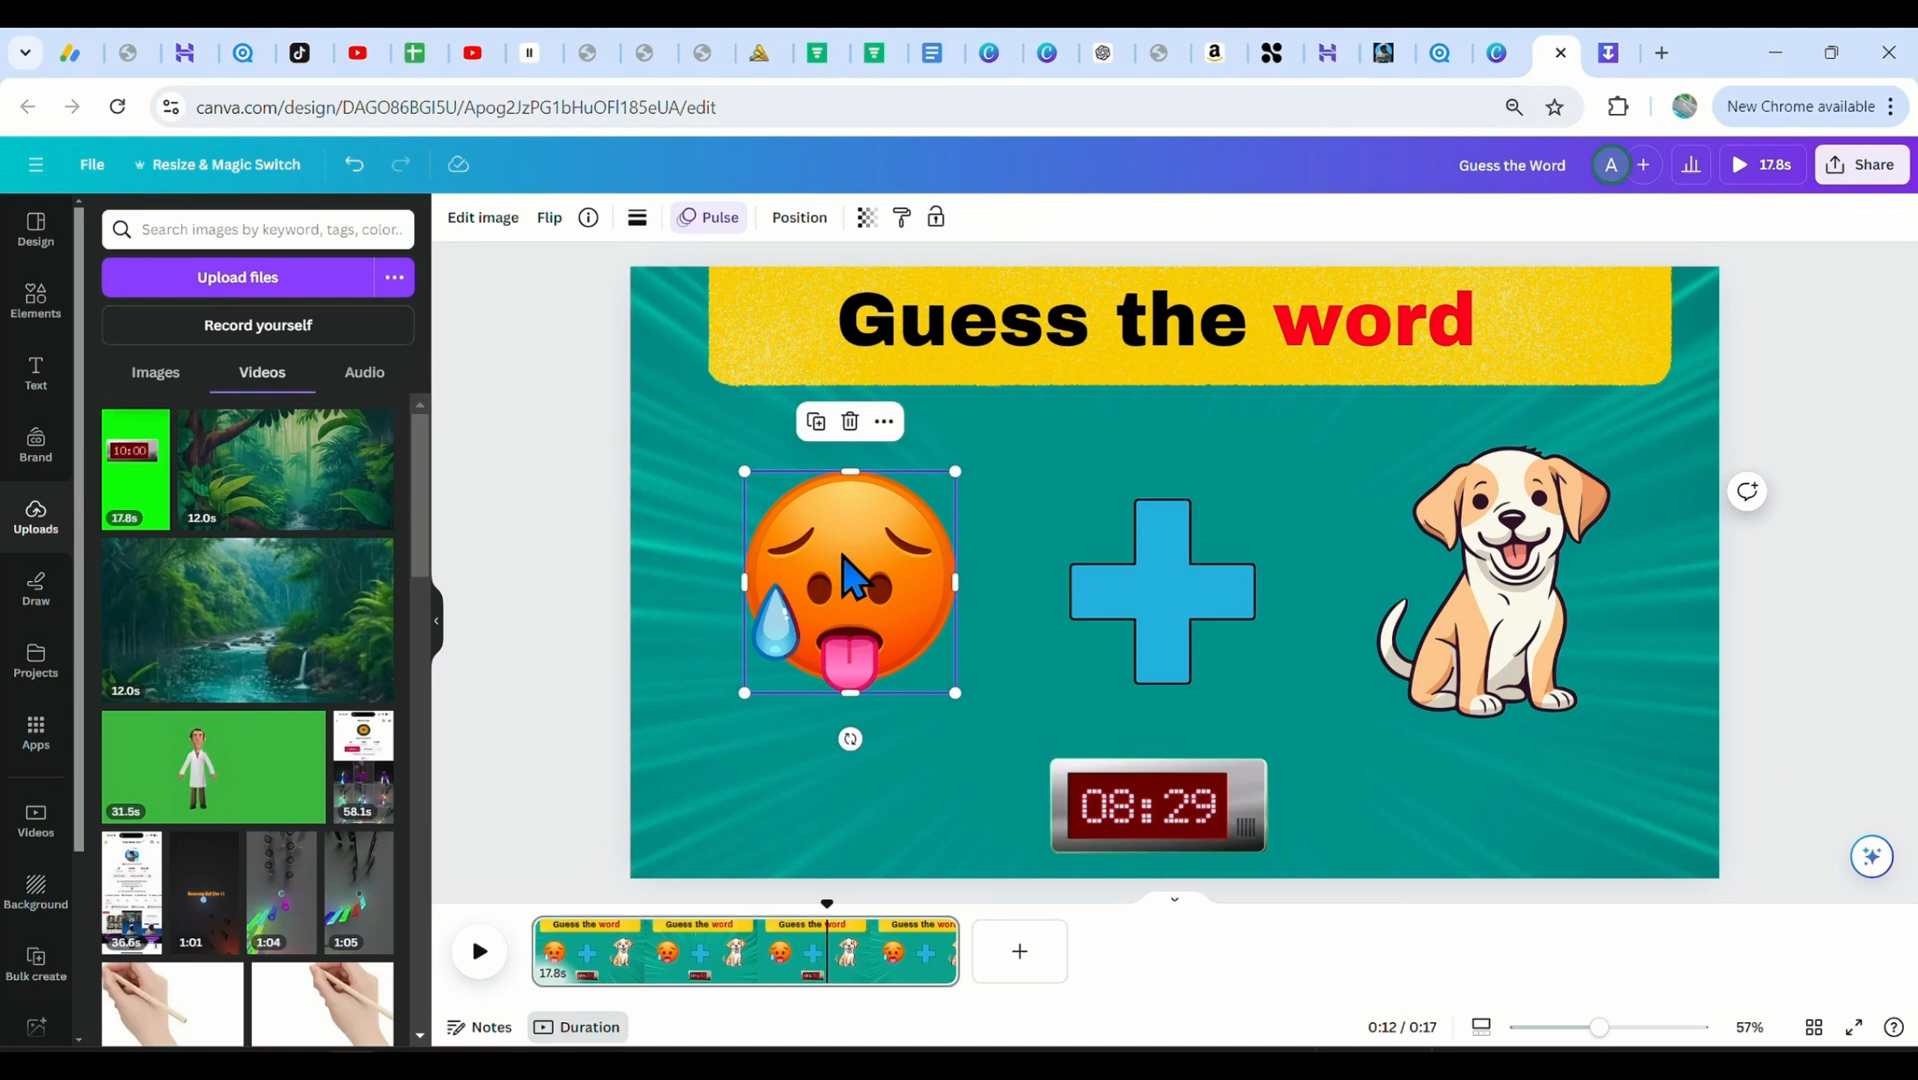 canva.com/design/DAGO86BGI5U/Apog2JzPG1bHuOFl185eUA/edit
New Chrome available
File
Resize & Magic Switch
Guess the Word
A
17.8s
Share
Design
Elements
Text
Brand
Uploads
Draw
Projects
Apps
Videos
Background
Bulk create
Search images by keyword, tags, color..
Upload files
Record yourself
Images
Videos
Audio
10:00
17.8s
12.0s
12.0s
31.5s
58.1s
36.6s
1:01
1:04
1:05
Edit image
Flip
Pulse
Position
Guess the word
08:29
Guess the word
Guess the word
Guess the word
Guess the wor
17.8s
Notes
Duration
0:12 / 0:17
57%